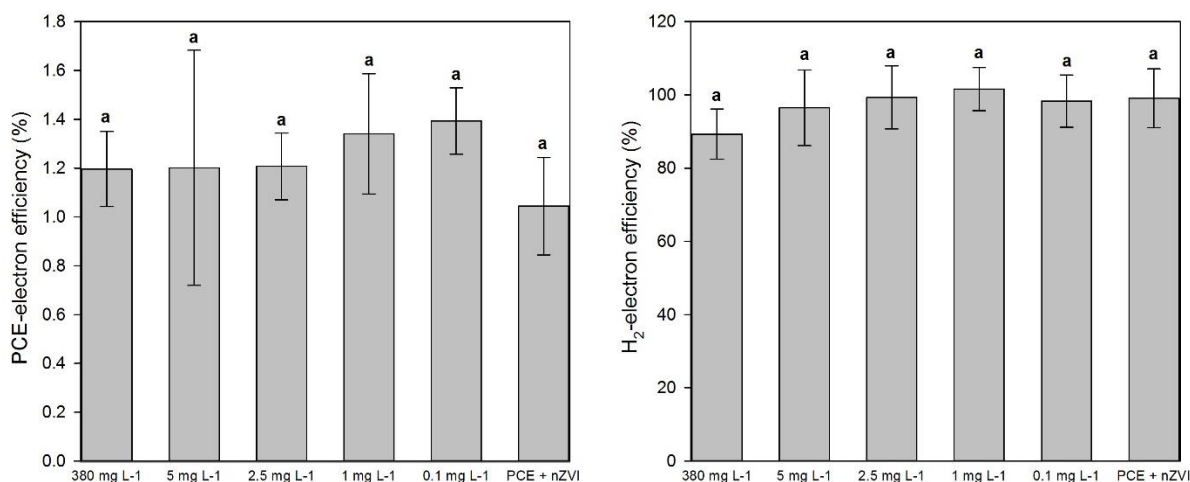 PCE-electron efficiency (%)
1.8
1.6
1.4
1.2
1.0
0.8
0.6
0.4
0.2
0.0
a
a
a
a
a
a
380 mg L-1
5 mg L-1
2.5 mg L-1
1 mg L-1
0.1 mg L-1
PCE + nZVI
H2-electron efficiency (%)
120
100
80
60
40
20
0
a
a
a
a
a
a
380 mg L-1
5 mg L-1
2.5 mg L-1
1 mg L-1
0.1 mg L-1
PCE + nZVI